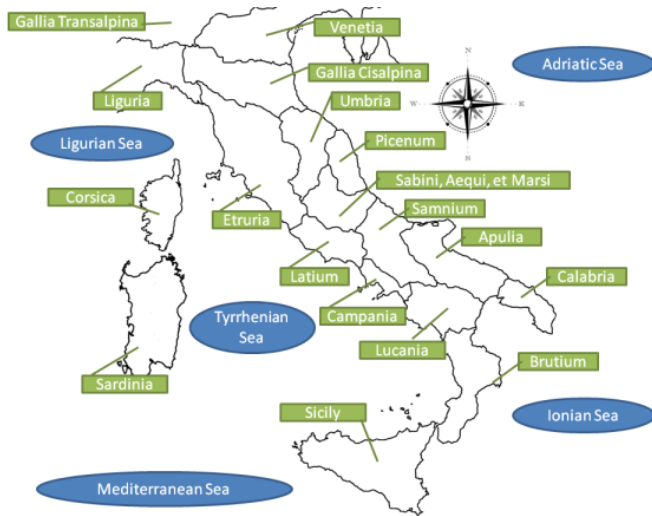 Gallia Transalpina
Venetia
Gallia Cisalpina
Adriatic Sea
Liguria
Umbria
N
W
E
S
Ligurian Sea
Picenum
Sabini, Aequi, et Marsi
Corsica
Etruria
Samnium
Apulia
Latium
Calabria
Tyrrhenian
Sea
Campania
Lucania
Brutium
Sardinia
Sicily
Ionian Sea
Mediterranean Sea